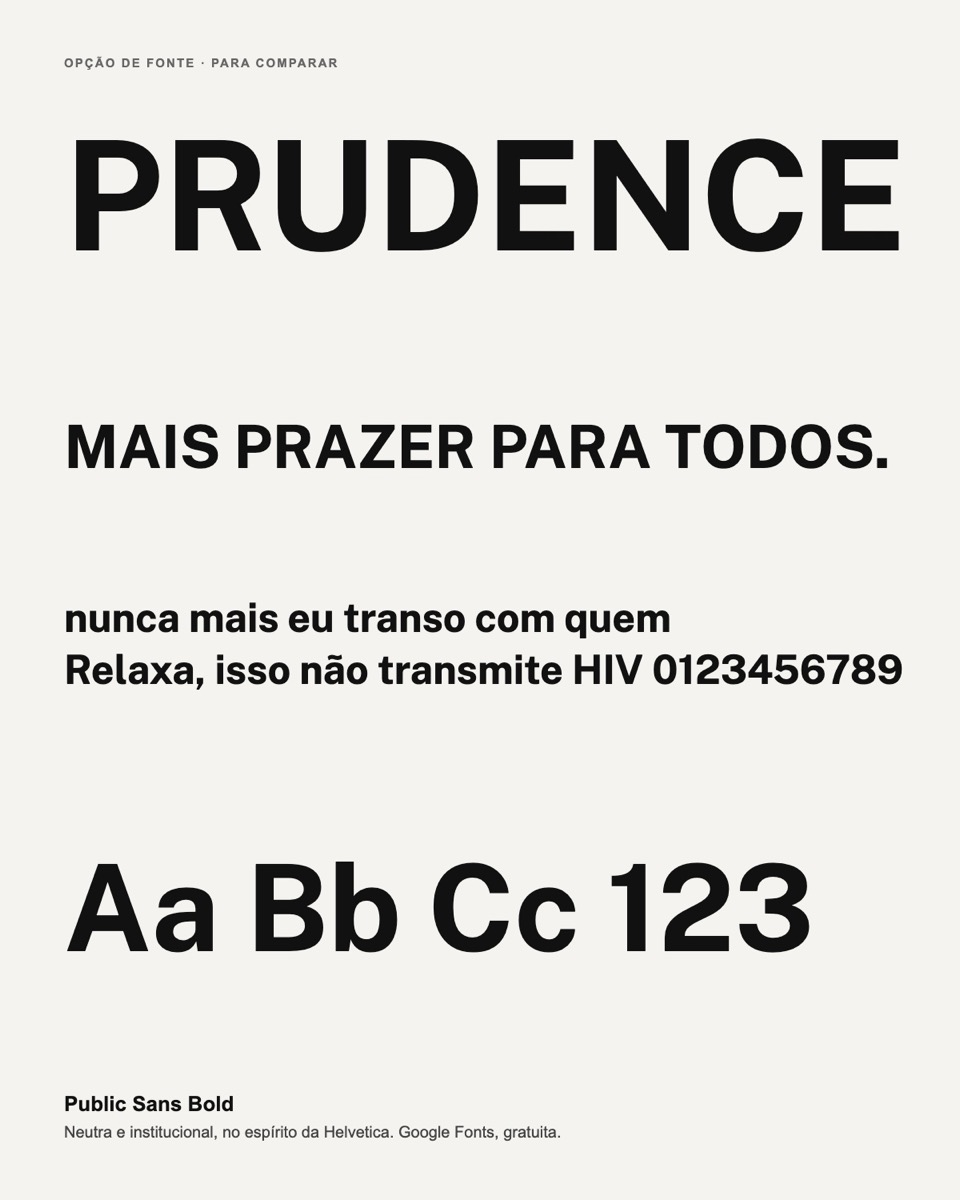 OPÇÃO DE FONTE · PARA COMPARAR
PRUDENCE
MAIS PRAZER PARA TODOS.
nunca mais eu transo com quem
Relaxa, isso não transmite HIV 0123456789
Aa Bb Cc 123
Public Sans Bold
Neutra e institucional, no espírito da Helvetica. Google Fonts, gratuita.